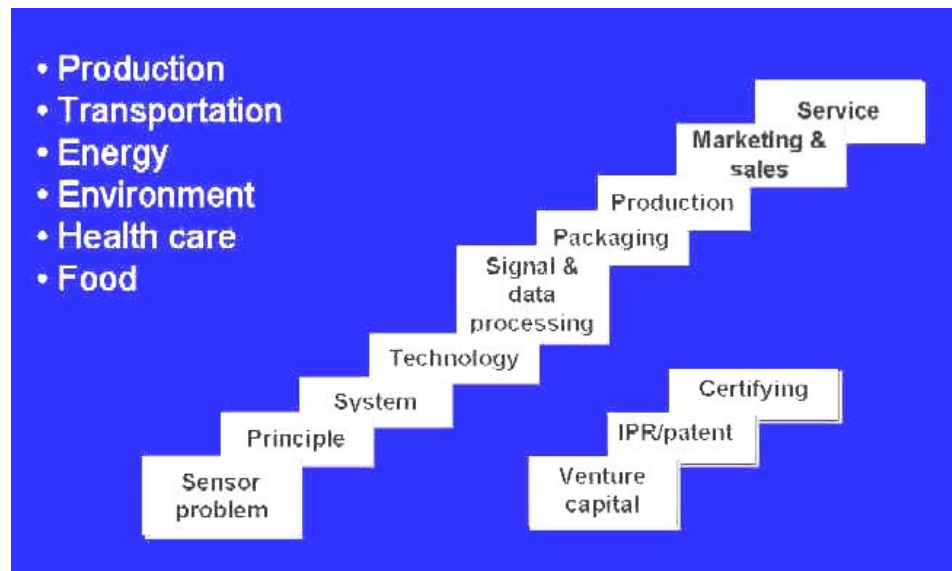 • Production
• Transportation
• Energy
• Environment
• Health care
• Food
Service
Marketing &
sales
Production
Packaging
Signal &
data
processing
Technology
System
Principle
Sensor
problem
Certifying
IPR/patent
Venture
capital